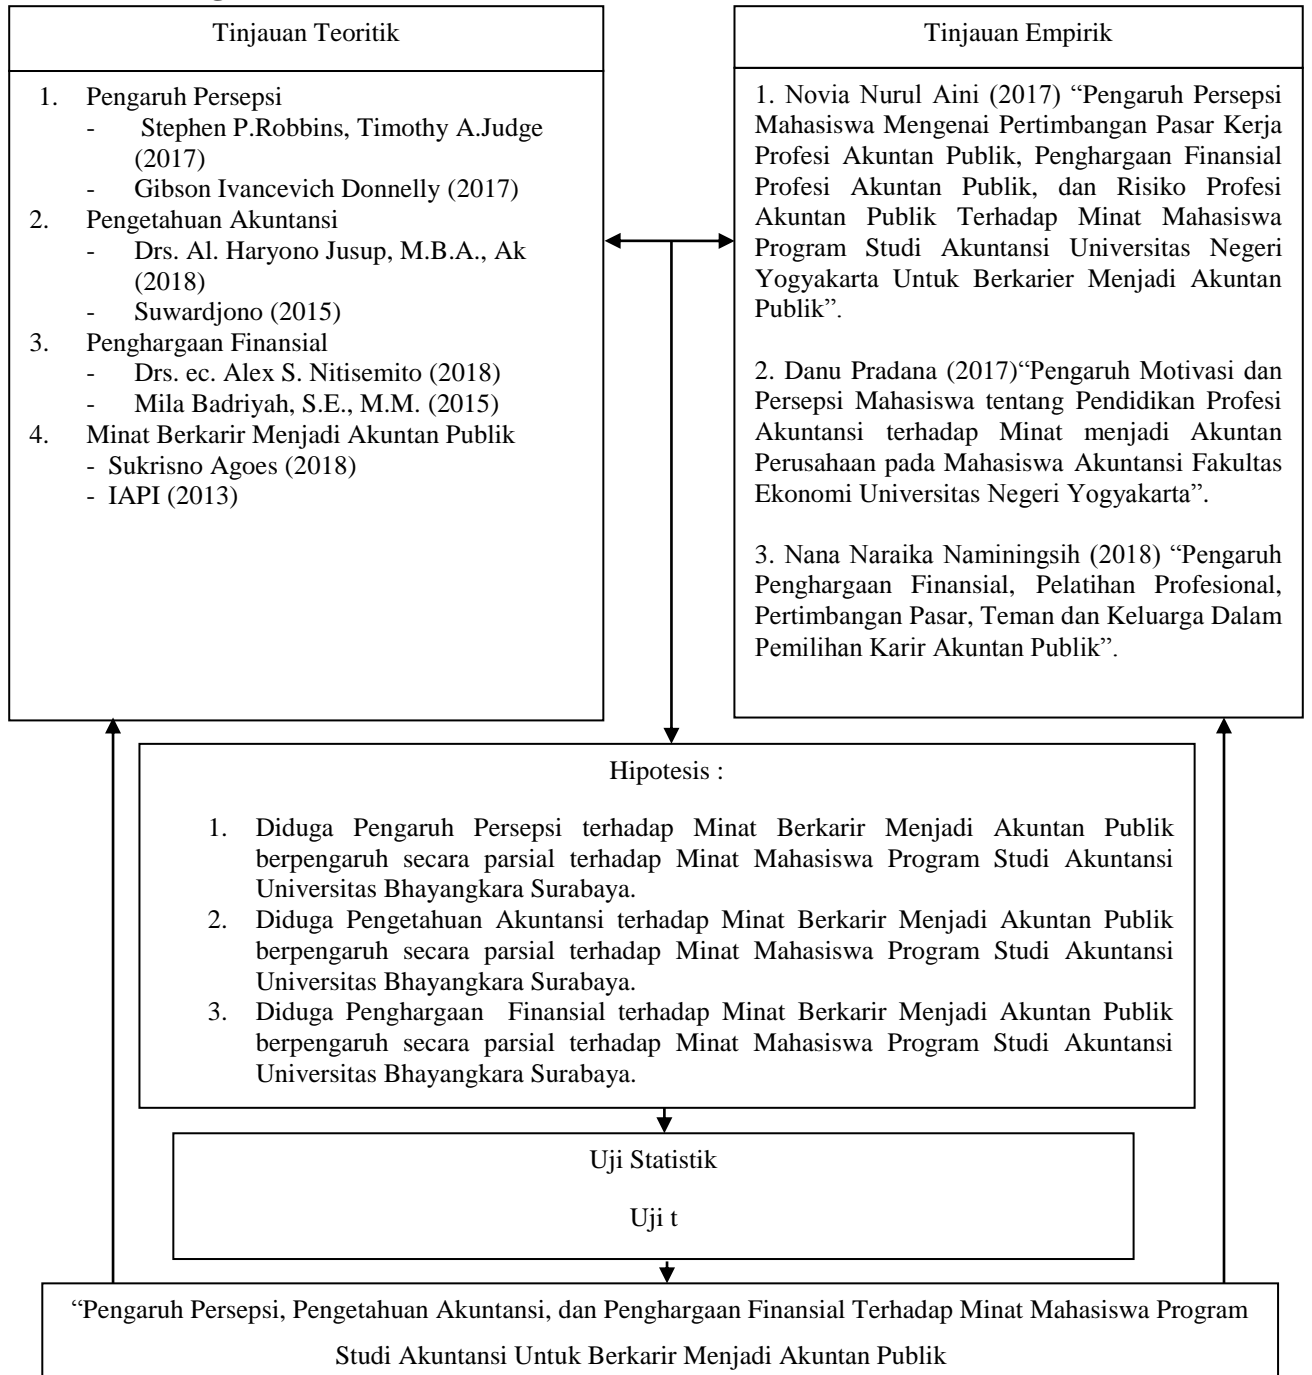 Tinjauan Teoritik
1. Pengaruh Persepsi
- Stephen P.Robbins, Timothy A.Judge
(2017)
- Gibson Ivancevich Donnelly (2017)
2. Pengetahuan Akuntansi
- Drs. Al. Haryono Jusup, M.B.A., Ak
(2018)
- Suwardjono (2015)
3. Penghargaan Finansial
- Drs. ec. Alex S. Nitisemito (2018)
- Mila Badriyah, S.E., M.M. (2015)
4. Minat Berkarir Menjadi Akuntan Publik
- Sukrisno Agoes (2018)
- IAPI (2013)
Tinjauan Empirik
1. Novia Nurul Aini (2017) “Pengaruh Persepsi
Mahasiswa Mengenai Pertimbangan Pasar Kerja
Profesi Akuntan Publik, Penghargaan Finansial
Profesi Akuntan Publik, dan Risiko Profesi
Akuntan Publik Terhadap Minat Mahasiswa
Program Studi Akuntansi Universitas Negeri
Yogyakarta Untuk Berkarier Menjadi Akuntan
Publik”.
2. Danu Pradana (2017)“Pengaruh Motivasi dan
Persepsi Mahasiswa tentang Pendidikan Profesi
Akuntansi terhadap Minat menjadi Akuntan
Perusahaan pada Mahasiswa Akuntansi Fakultas
Ekonomi Universitas Negeri Yogyakarta”.
3. Nana Naraika Naminingsih (2018) “Pengaruh
Penghargaan Finansial, Pelatihan Profesional,
Pertimbangan Pasar, Teman dan Keluarga Dalam
Pemilihan Karir Akuntan Publik”.
Hipotesis :
1. Diduga Pengaruh Persepsi terhadap Minat Berkarir Menjadi Akuntan Publik
berpengaruh secara parsial terhadap Minat Mahasiswa Program Studi Akuntansi
Universitas Bhayangkara Surabaya.
2. Diduga Pengetahuan Akuntansi terhadap Minat Berkarir Menjadi Akuntan Publik
berpengaruh secara parsial terhadap Minat Mahasiswa Program Studi Akuntansi
Universitas Bhayangkara Surabaya.
3. Diduga Penghargaan Finansial terhadap Minat Berkarir Menjadi Akuntan Publik
berpengaruh secara parsial terhadap Minat Mahasiswa Program Studi Akuntansi
Universitas Bhayangkara Surabaya.
Uji Statistik
Uji t
“Pengaruh Persepsi, Pengetahuan Akuntansi, dan Penghargaan Finansial Terhadap Minat Mahasiswa Program
Studi Akuntansi Untuk Berkarir Menjadi Akuntan Publik